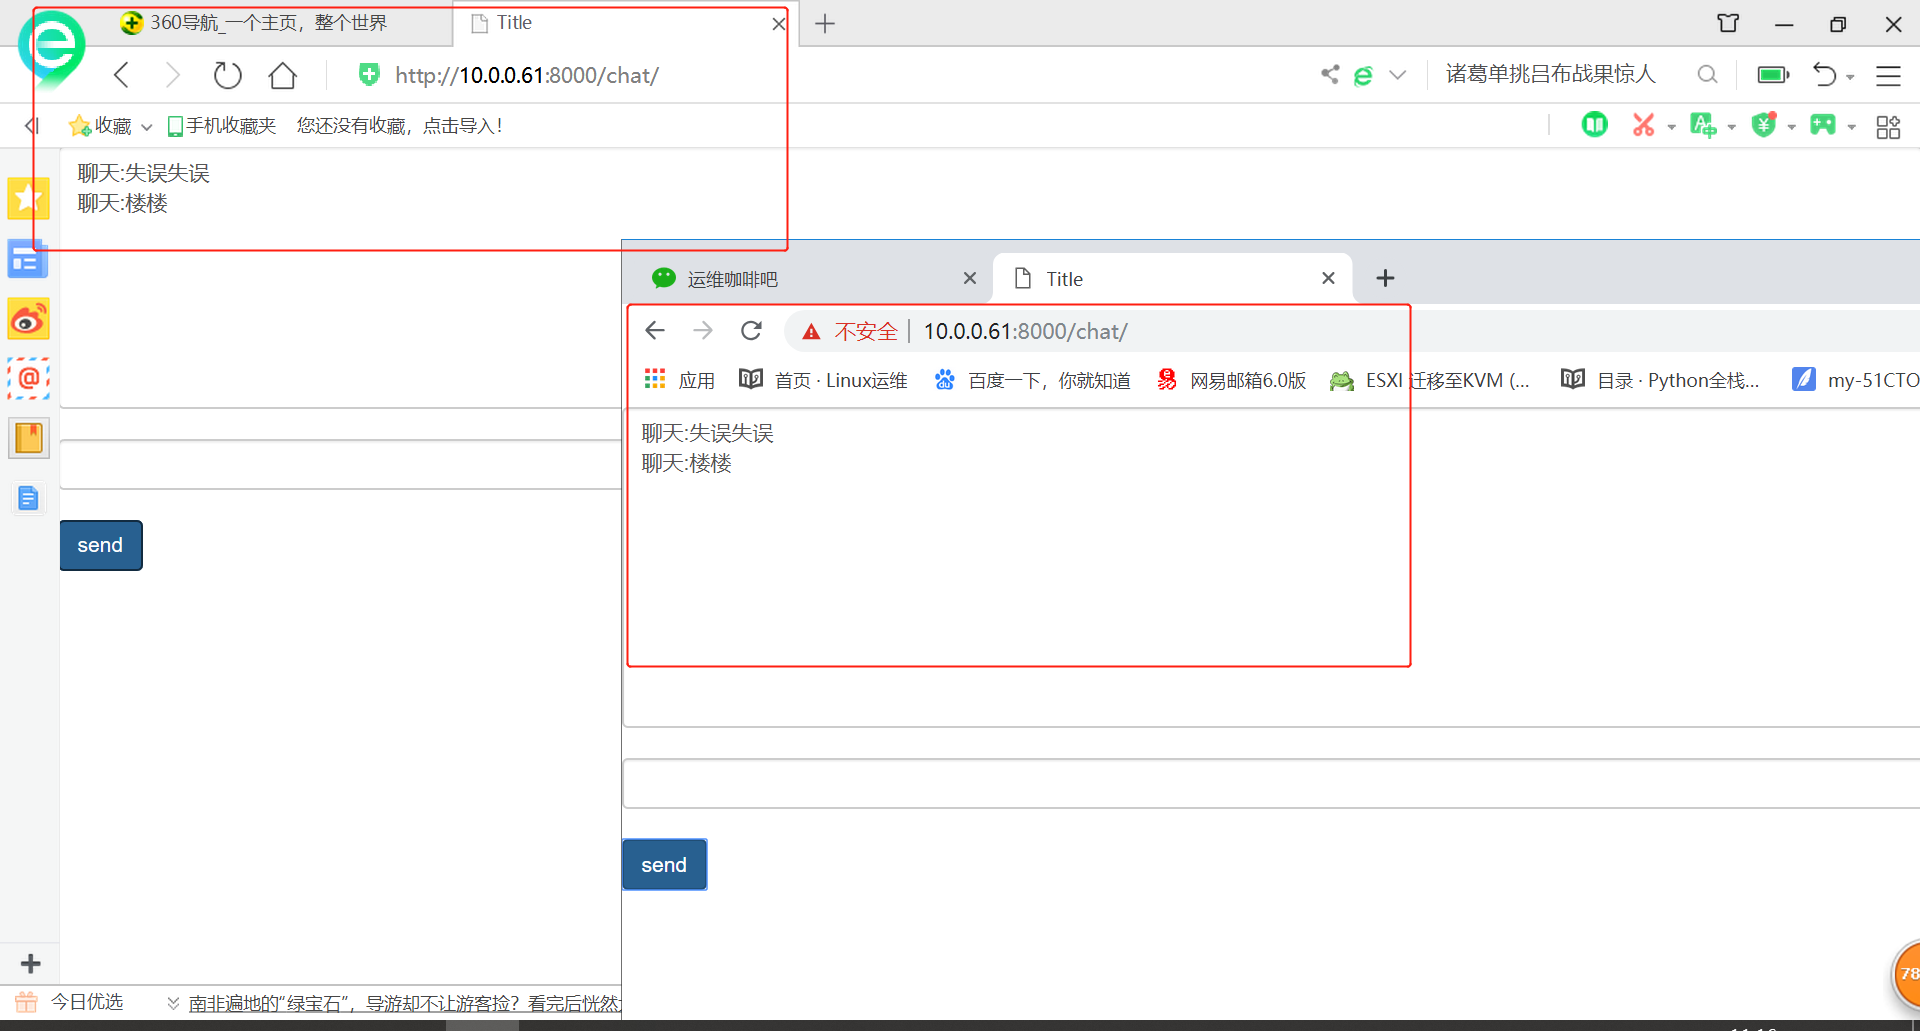 360导航_一个主页，整个世界
Title
http://10.0.0.61:8000/chat/
诸葛单挑吕布战果惊人
收藏
手机收藏夹
您还没有收藏，点击导入！
聊天:失误失误
聊天:楼楼
send
运维咖啡吧
Title
不安全
10.0.0.61:8000/chat/
应用
首页 · Linux运维
百度一下，你就知道
网易邮箱6.0版
ESXI 迁移至KVM (...
目录 · Python全栈...
my-51CTO
聊天:失误失误
聊天:楼楼
send
78
今日优选
南非遍地的“绿宝石”，导游却不让游客捡？看完后恍然